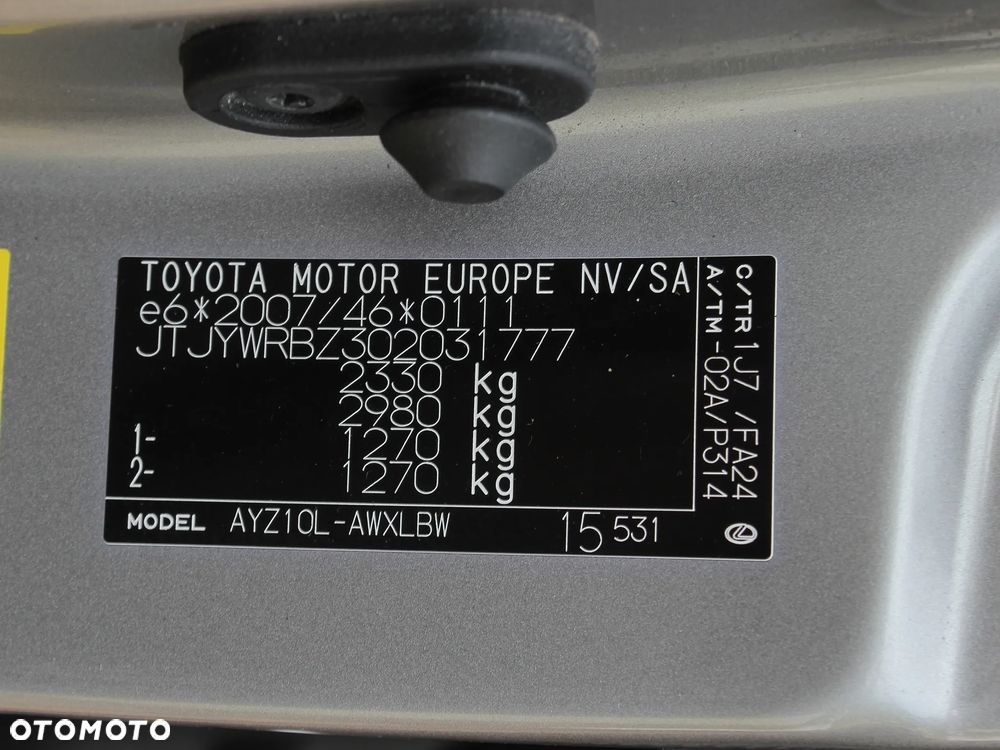 TOYOTA MOTOR EUROPE NV/SA
e6*2007/46*0111
JTJYWRBZ302031777
2330 kg
2980 kg
1- 1270 kg
2- 1270 kg
MODEL AYZ10L-AWXLBW 15 531
C/TR 1J7 /FA24
A/TM -02A/P314
OTOMOTO